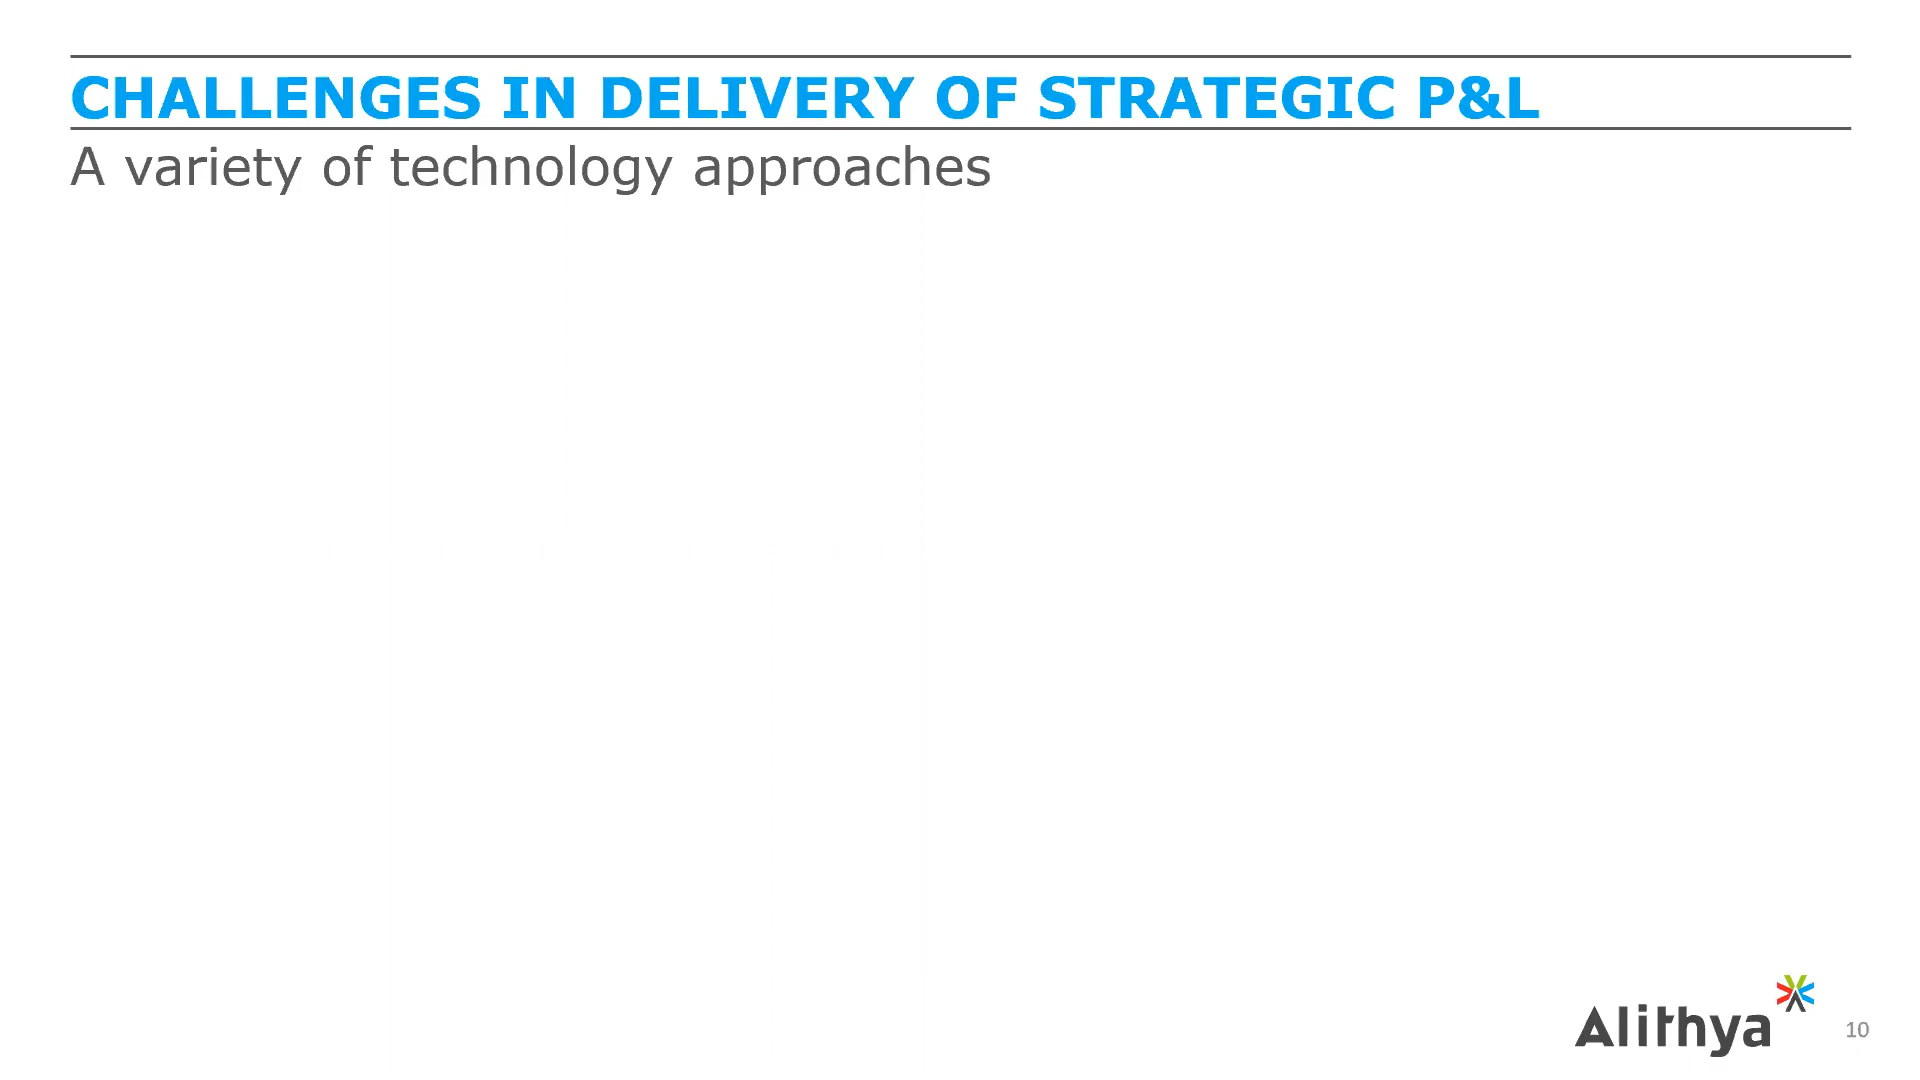 CHALLENGES IN DELIVERY OF STRATEGIC P&L
A variety of technology approaches
Alithya
10